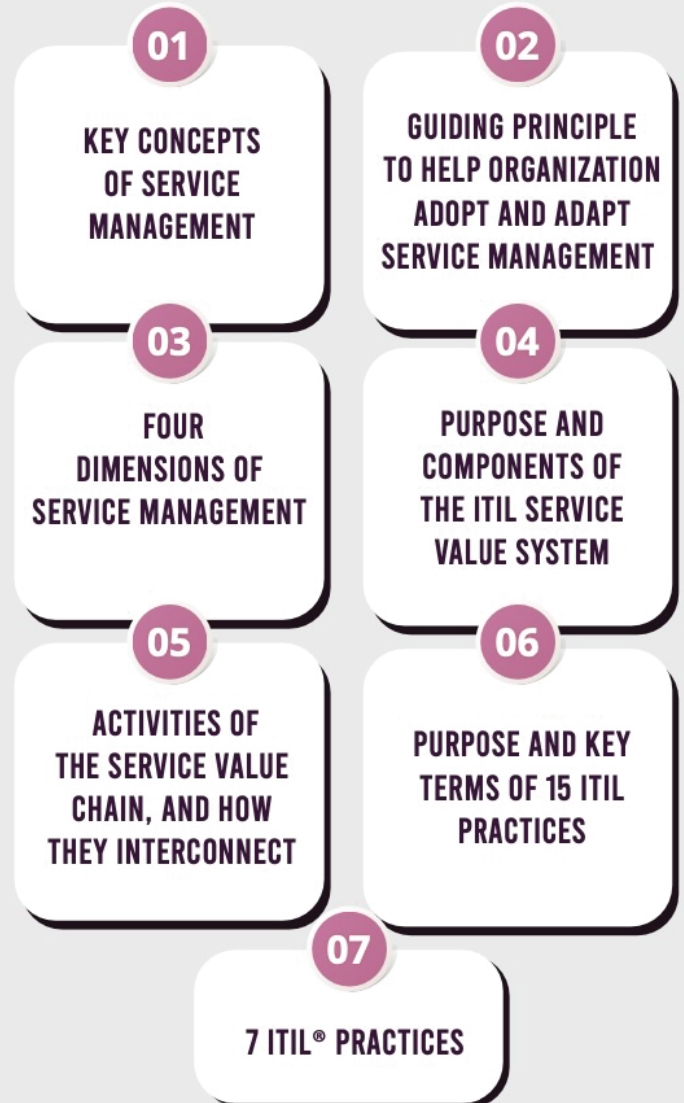 01
KEY CONCEPTS
OF SERVICE
MANAGEMENT
02
GUIDING PRINCIPLE
TO HELP ORGANIZATION
ADOPT AND ADAPT
SERVICE MANAGEMENT
03
FOUR
DIMENSIONS OF
SERVICE MANAGEMENT
04
PURPOSE AND
COMPONENTS OF
THE ITIL SERVICE
VALUE SYSTEM
05
ACTIVITIES OF
THE SERVICE VALUE
CHAIN, AND HOW
THEY INTERCONNECT
06
PURPOSE AND KEY
TERMS OF 15 ITIL
PRACTICES
07
7 ITIL® PRACTICES